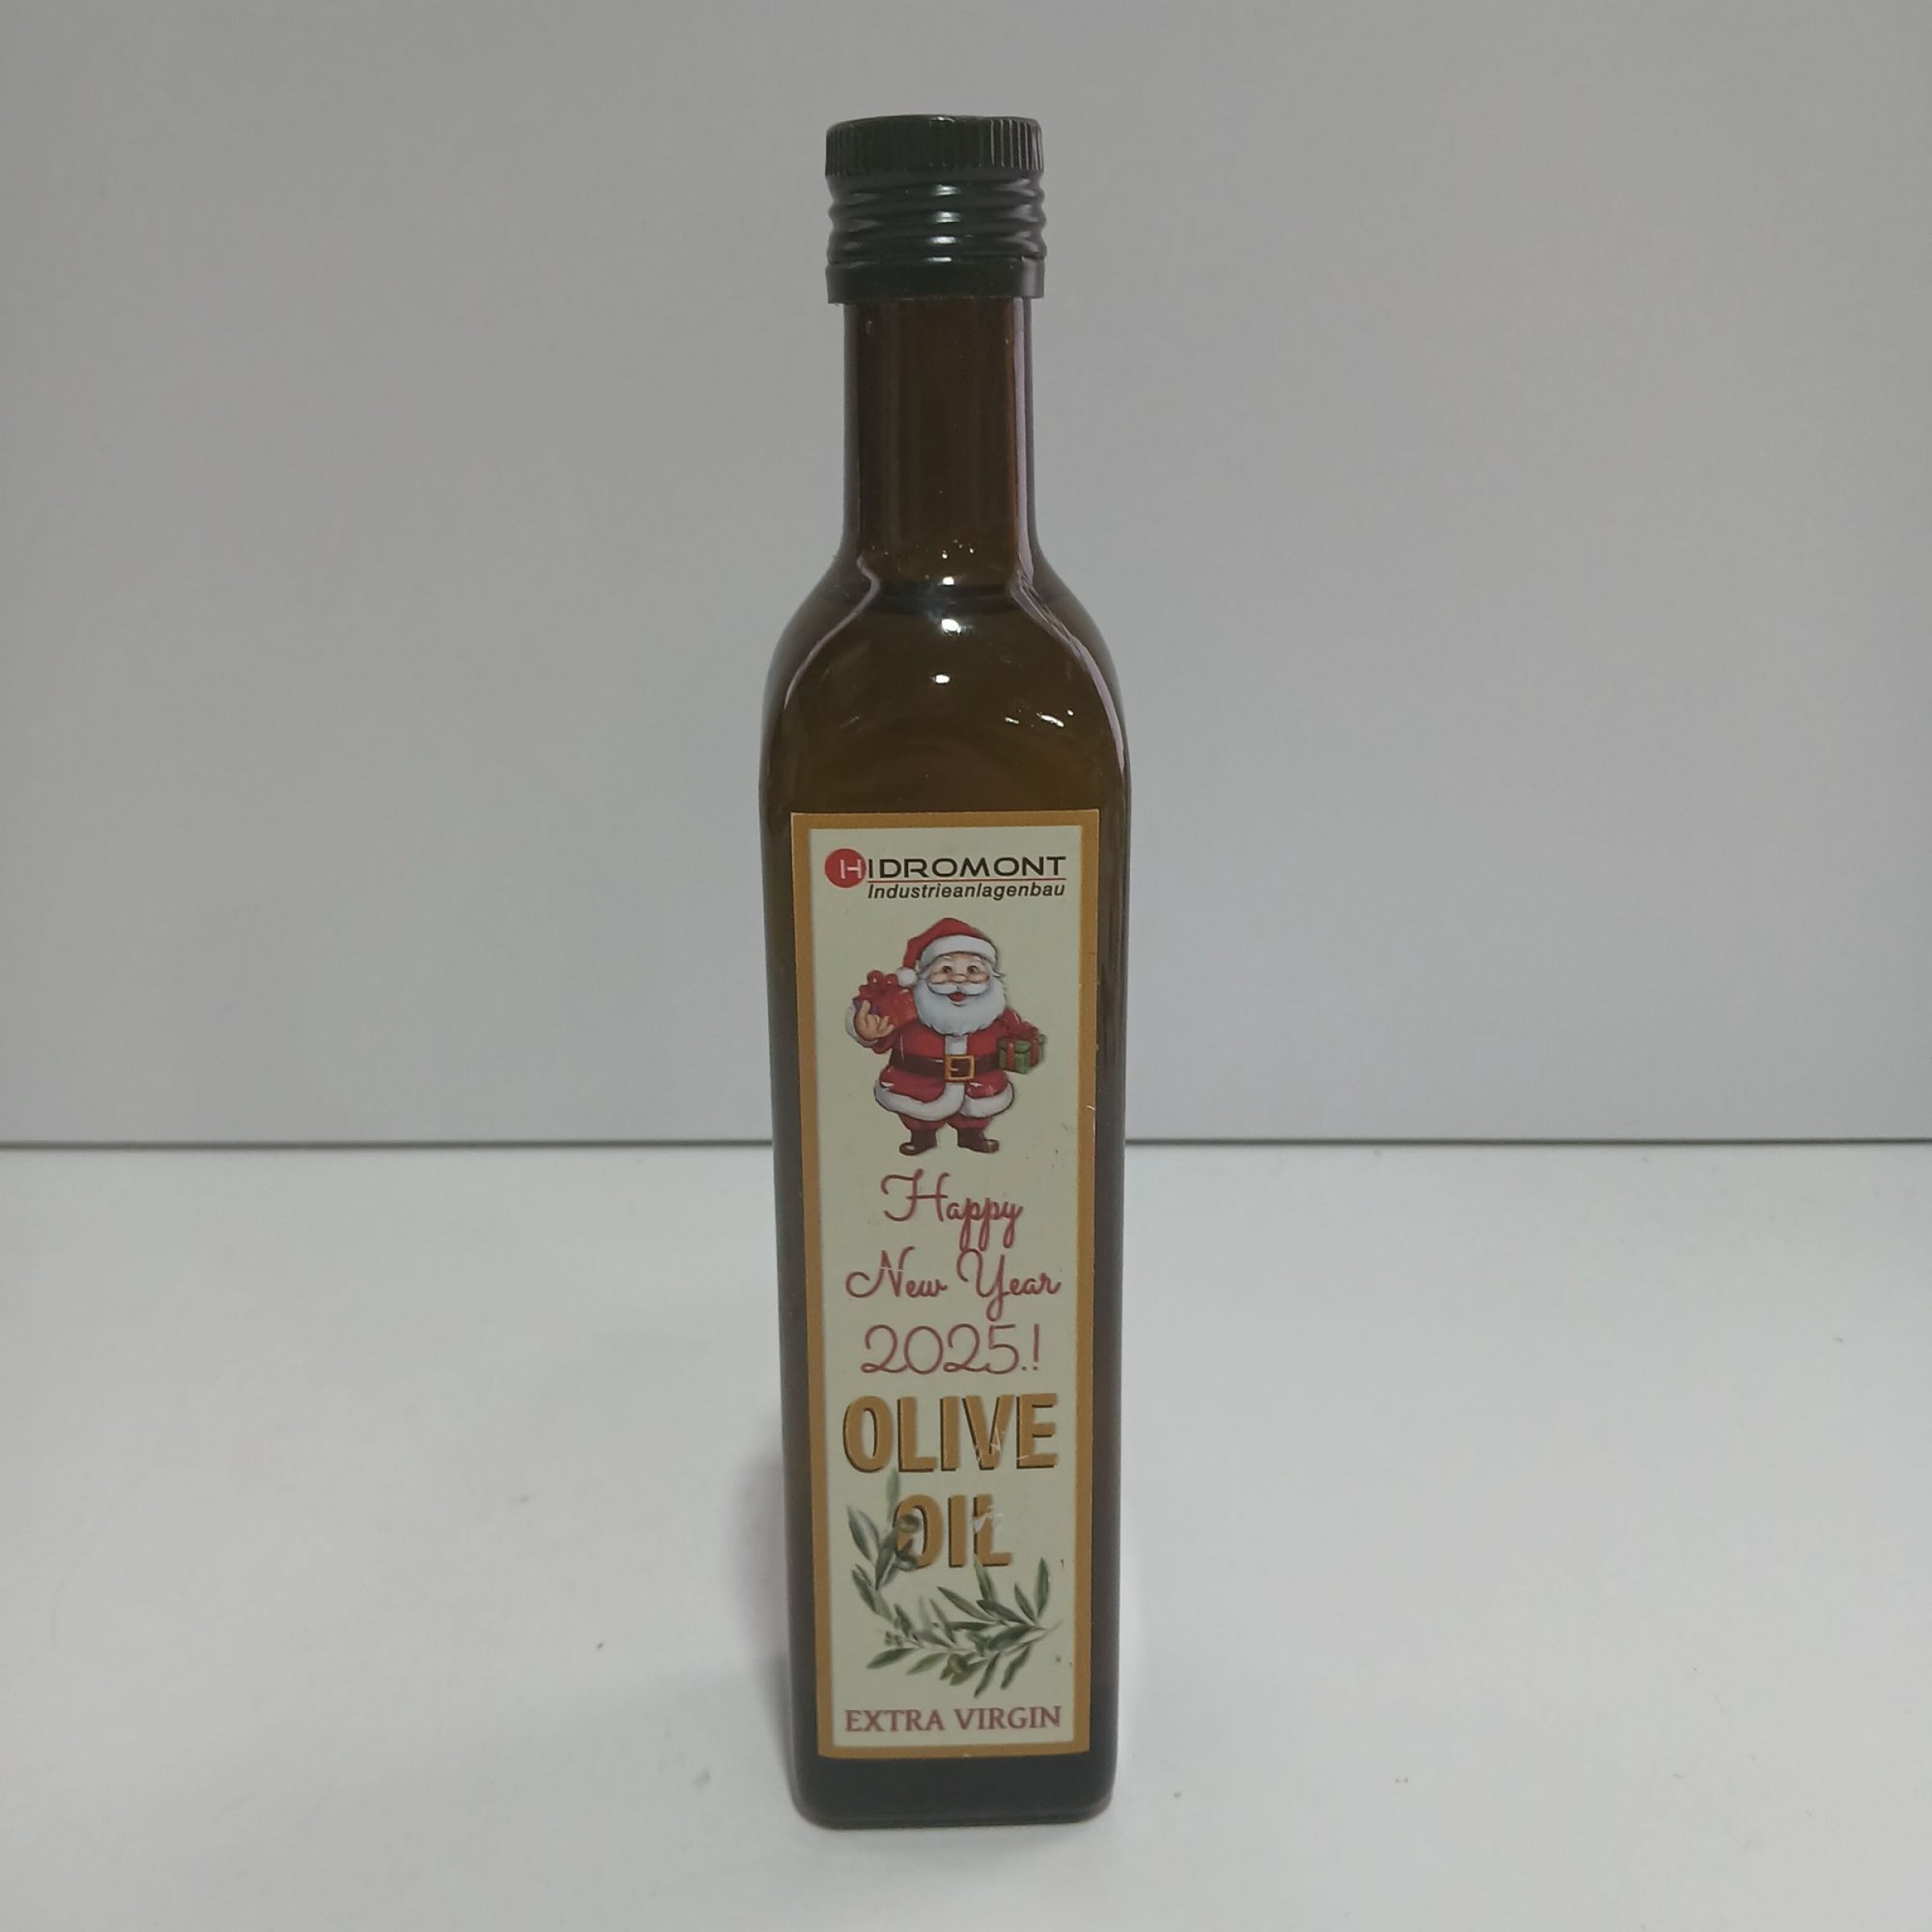 HIDROMONT
Industrieanlagenbau
Happy
New Year
2025.!
OLIVE
OIL
EXTRA VIRGIN